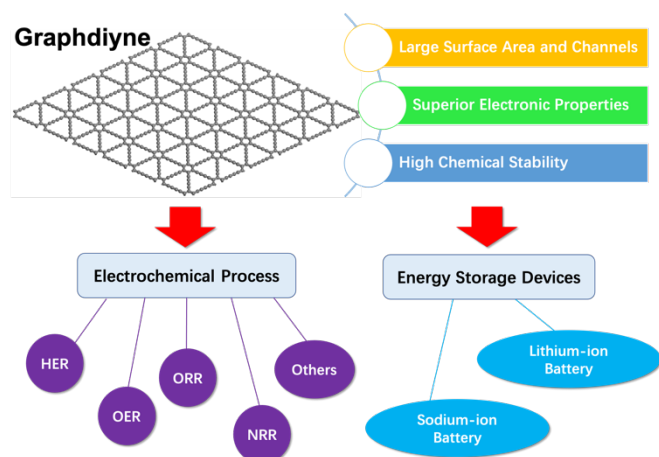 Graphdiyne
Large Surface Area and Channels
Superior Electronic Properties
High Chemical Stability
Electrochemical Process
Energy Storage Devices
HER
OER
ORR
NRR
Others
Lithium-ion
Battery
Sodium-ion
Battery